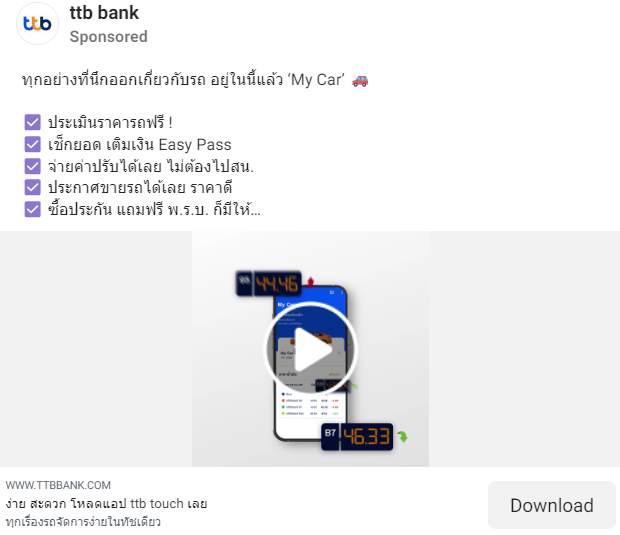 ttb
ttb bank
Sponsored
ทุกอย่างที่นึกออกเกี่ยวกับรถ อยู่ในนี้แล้ว ‘My Car’
ประเมินราคารถฟรี !
เช็กยอด เติมเงิน Easy Pass
จ่ายค่าปรับได้เลย ไม่ต้องไปสน.
ประกาศขายรถได้เลย ราคาดี
ซื้อประกัน แถมฟรี พ.ร.บ. ก็มีให้...
44.46
My Car
My Car
B7 46.33
WWW.TTBBANK.COM
ง่าย สะดวก โหลดแอป ttb touch เลย
ทุกเรื่องรถจัดการง่ายในทัชเดียว
Download